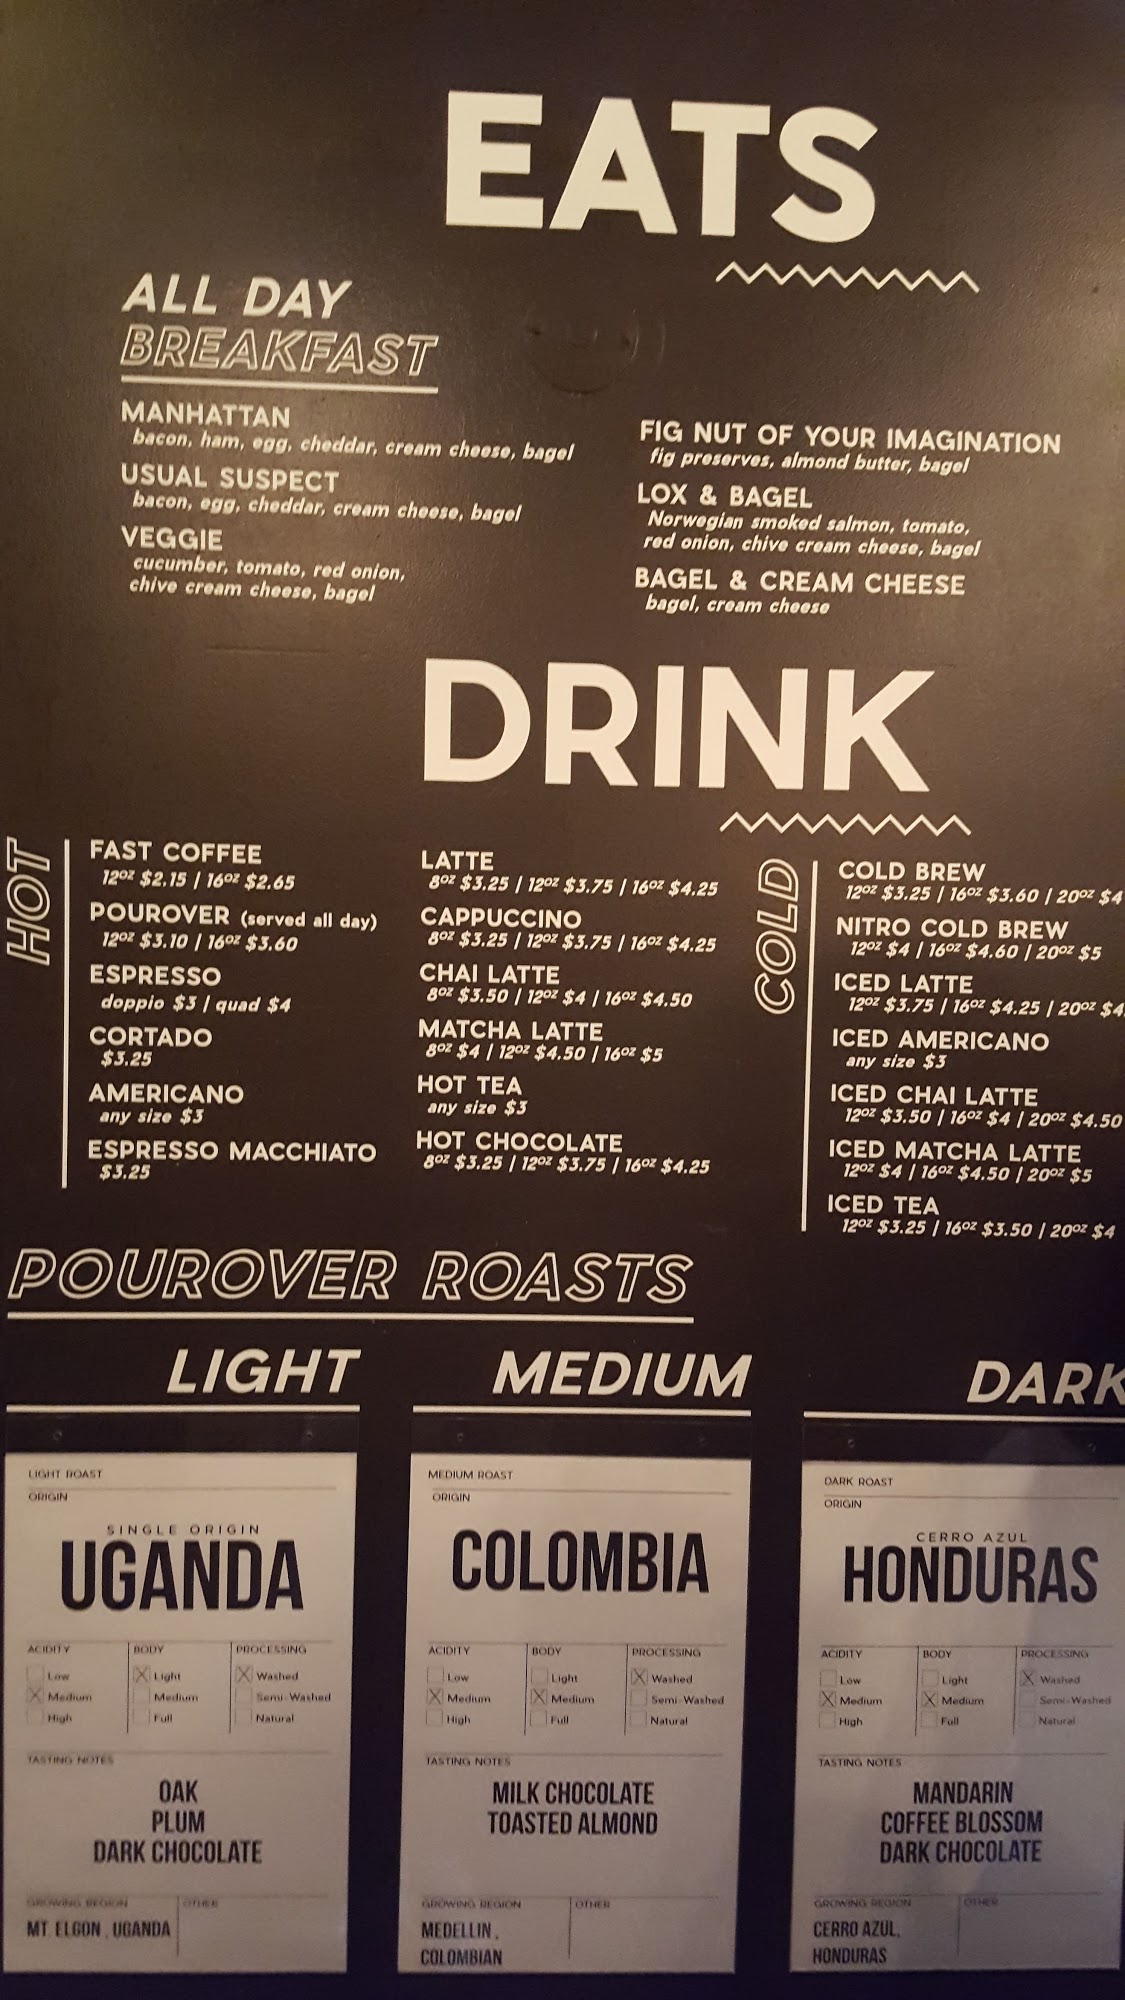 EATS
ALL DAY
BREAKFAST
MANHATTAN
bacon, ham, egg, cheddar, cream cheese, bagel
USUAL SUSPECT
bacon, egg, cheddar, cream cheese, bagel
VEGGIE
cucumber, tomato, red onion,
chive cream cheese, bagel
FIG NUT OF YOUR IMAGINATION
fig preserves, almond butter, bagel
LOX & BAGEL
Norwegian smoked salmon, tomato,
red onion, chive cream cheese, bagel
BAGEL & CREAM CHEESE
bagel, cream cheese
DRINK
HOT
FAST COFFEE
12oz $2.15 | 16oz $2.65
POUROVER (served all day)
12oz $3.10 | 16oz $3.60
ESPRESSO
doppio $3 | quad $4
CORTADO
$3.25
AMERICANO
any size $3
ESPRESSO MACCHIATO
$3.25
LATTE
8oz $3.25 | 12oz $3.75 | 16oz $4.25
CAPPUCCINO
8oz $3.25 | 12oz $3.75 | 16oz $4.25
CHAI LATTE
8oz $3.50 | 12oz $4 | 16oz $4.50
MATCHA LATTE
8oz $4 | 12oz $4.50 | 16oz $5
HOT TEA
any size $3
HOT CHOCOLATE
8oz $3.25 | 12oz $3.75 | 16oz $4.25
COLD
COLD BREW
12oz $3.25 | 16oz $3.60 | 20oz $4
NITRO COLD BREW
12oz $4 | 16oz $4.60 | 20oz $5
ICED LATTE
12oz $3.75 | 16oz $4.25 | 20oz $4.
ICED AMERICANO
any size $3
ICED CHAI LATTE
12oz $3.50 | 16oz $4 | 20oz $4.50
ICED MATCHA LATTE
12oz $4 | 16oz $4.50 | 20oz $5
ICED TEA
12oz $3.25 | 16oz $3.50 | 20oz $4
POUROVER ROASTS
LIGHT
LIGHT ROAST
ORIGIN
SINGLE ORIGIN
UGANDA
ACIDITY BODY PROCESSING
Low Light Washed
Medium Medium Semi-Washed
High Full Natural
TASTING NOTES
OAK
PLUM
DARK CHOCOLATE
GROWING REGION OTHER
MT. ELGON, UGANDA
MEDIUM
MEDIUM ROAST
ORIGIN
COLOMBIA
ACIDITY BODY PROCESSING
Low Light Washed
Medium Medium Semi-Washed
High Full Natural
TASTING NOTES
MILK CHOCOLATE
TOASTED ALMOND
GROWING REGION OTHER
MEDELLIN,
COLOMBIAN
DARK
DARK ROAST
ORIGIN
CERRO AZUL
HONDURAS
ACIDITY BODY PROCESSING
Low Light Washed
Medium Medium Semi-Washed
High Full Natural
TASTING NOTES
MANDARIN
COFFEE BLOSSOM
DARK CHOCOLATE
GROWING REGION OTHER
CERRO AZUL,
HONDURAS